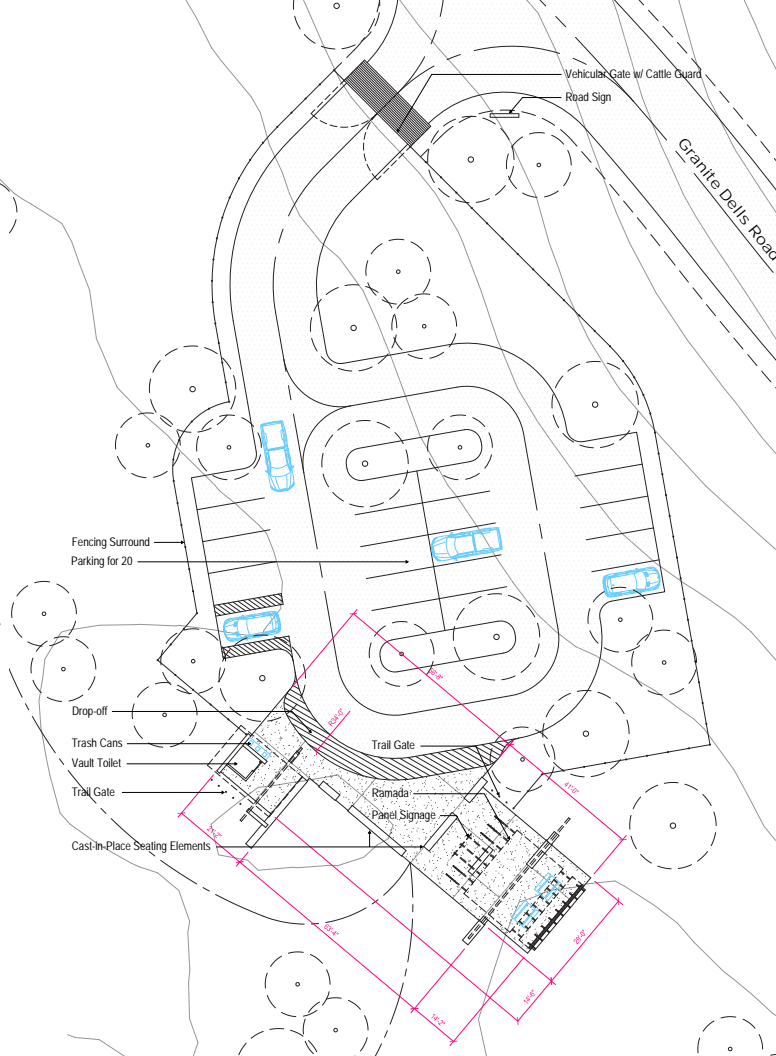 Vehicular Gate w/ Cattle Guard
Road Sign
Granite Dells Road
Fencing Surround
Parking for 20
Drop-off
R34'-0"
Trail Gate
Trash Cans
Vault Toilet
Trail Gate
Ramada
41'-0"
Panel Signage
Cast-in-Place Seating Elements
63'-4"
28'-0"
14'-6"
14'-2"